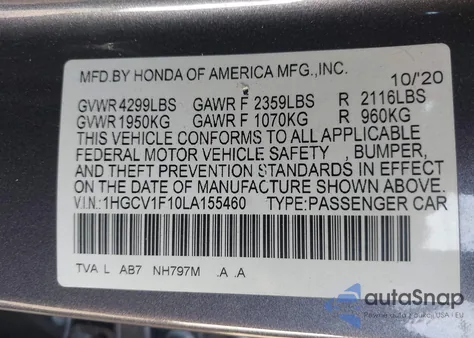 MFD.BY HONDA OF AMERICA MFG.,INC.
10/'20
GVWR 4299LBS GAWR F 2359LBS R 2116LBS
GVWR 1950KG GAWR F 1070KG R 960KG
THIS VEHICLE CONFORMS TO ALL APPLICABLE
FEDERAL MOTOR VEHICLE SAFETY , BUMPER,
AND THEFT PREVENTION STANDARDS IN EFFECT
ON THE DATE OF MANUFACTURE SHOWN ABOVE.
V.I.N.:1HGCV1F10LA155460 TYPE:PASSENGER CAR
TVA L AB7 NH797M .A .A
autoSnap